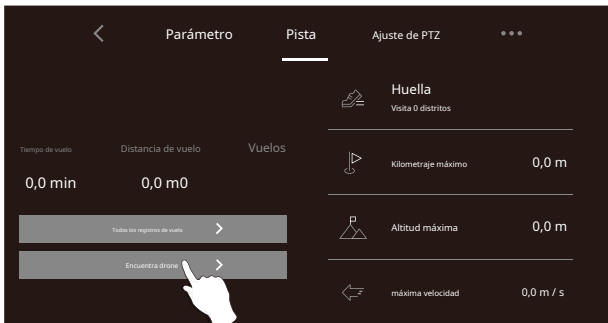 Parámetro Pista Ajuste de PTZ
Huella
Visita 0 distritos
Tiempo de vuelo Distancia de vuelo Vuelos
0,0 min 0,0 m0
Kilometraje máximo 0,0 m
Todos los registros de vuelo
Altitud máxima 0,0 m
Encuentra drone
máxima velocidad 0,0 m / s